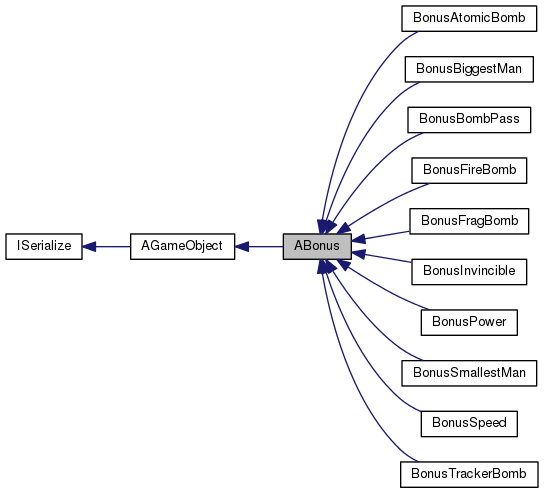 BonusAtomicBomb
BonusBiggestMan
BonusBombPass
BonusFireBomb
BonusFragBomb
ISerialize
AGameObject
ABonus
BonusInvincible
BonusPower
BonusSmallestMan
BonusSpeed
BonusTrackerBomb